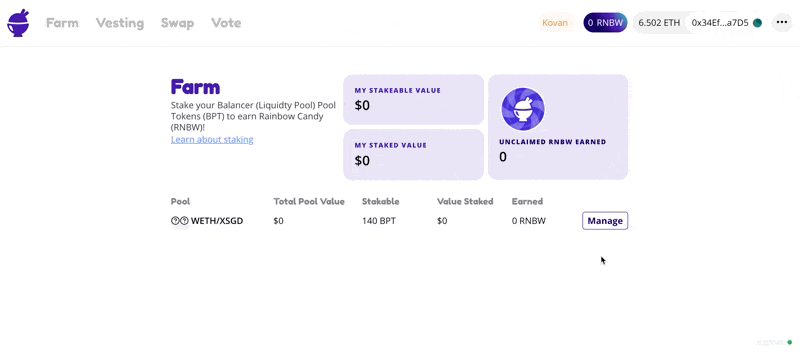 Farm Vesting Swap Vote
Kovan 0 RNBW 6.502 ETH 0x34Ef...a7D5
Farm
Stake your Balancer (Liquidty Pool) Pool
Tokens (BPT) to earn Rainbow Candy
(RNBW)!
Learn about staking
MY STAKEABLE VALUE
$0
MY STAKED VALUE
$0
UNCLAIMED RNBW EARNED
0
Pool Total Pool Value Stakable Value Staked Earned
WETH/XSGD $0 140 BPT $0 0 RNBW Manage